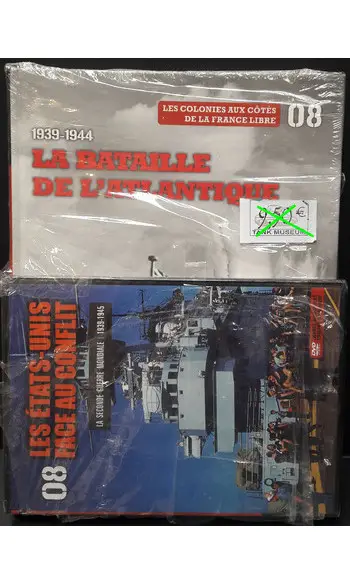 LES COLONIES AUX CÔTÉS
DE LA FRANCE LIBRE
08
1939-1944
LA BATAILLE
DE L'ATLANTIQUE
9,50 €
TANK MUSEUM
08
LES ÉTATS-UNIS
FACE AU CONFLIT
LA SECONDE GUERRE MONDIALE 1939-1945
DVD